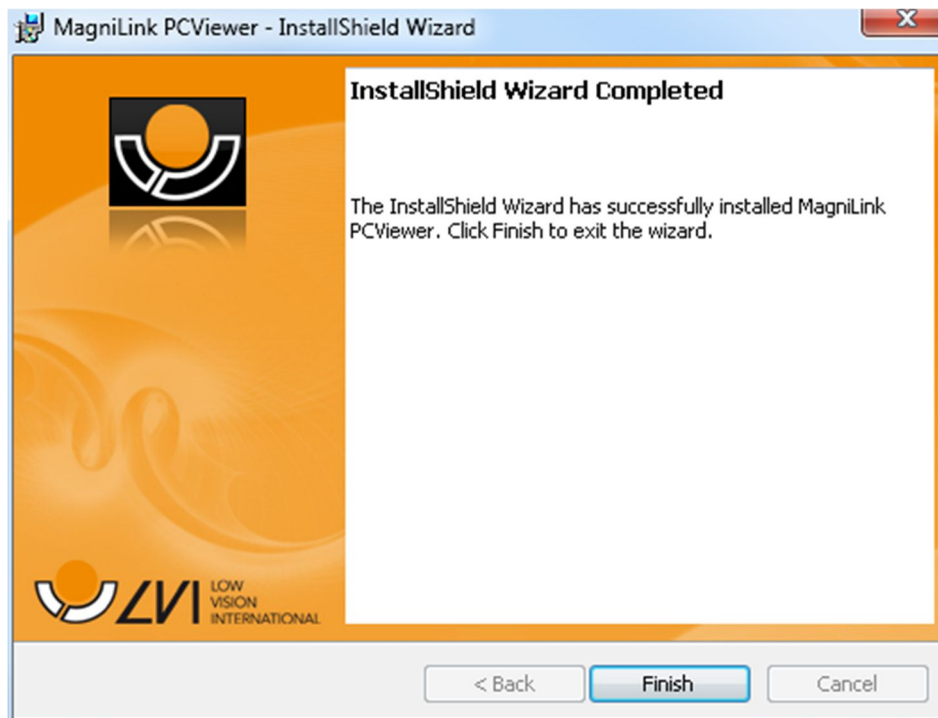 MagniLink PCViewer - InstallShield Wizard
InstallShield Wizard Completed
The InstallShield Wizard has successfully installed MagniLink
PCViewer. Click Finish to exit the wizard.
LVI
LOW
VISION
INTERNATIONAL
< Back
Finish
Cancel